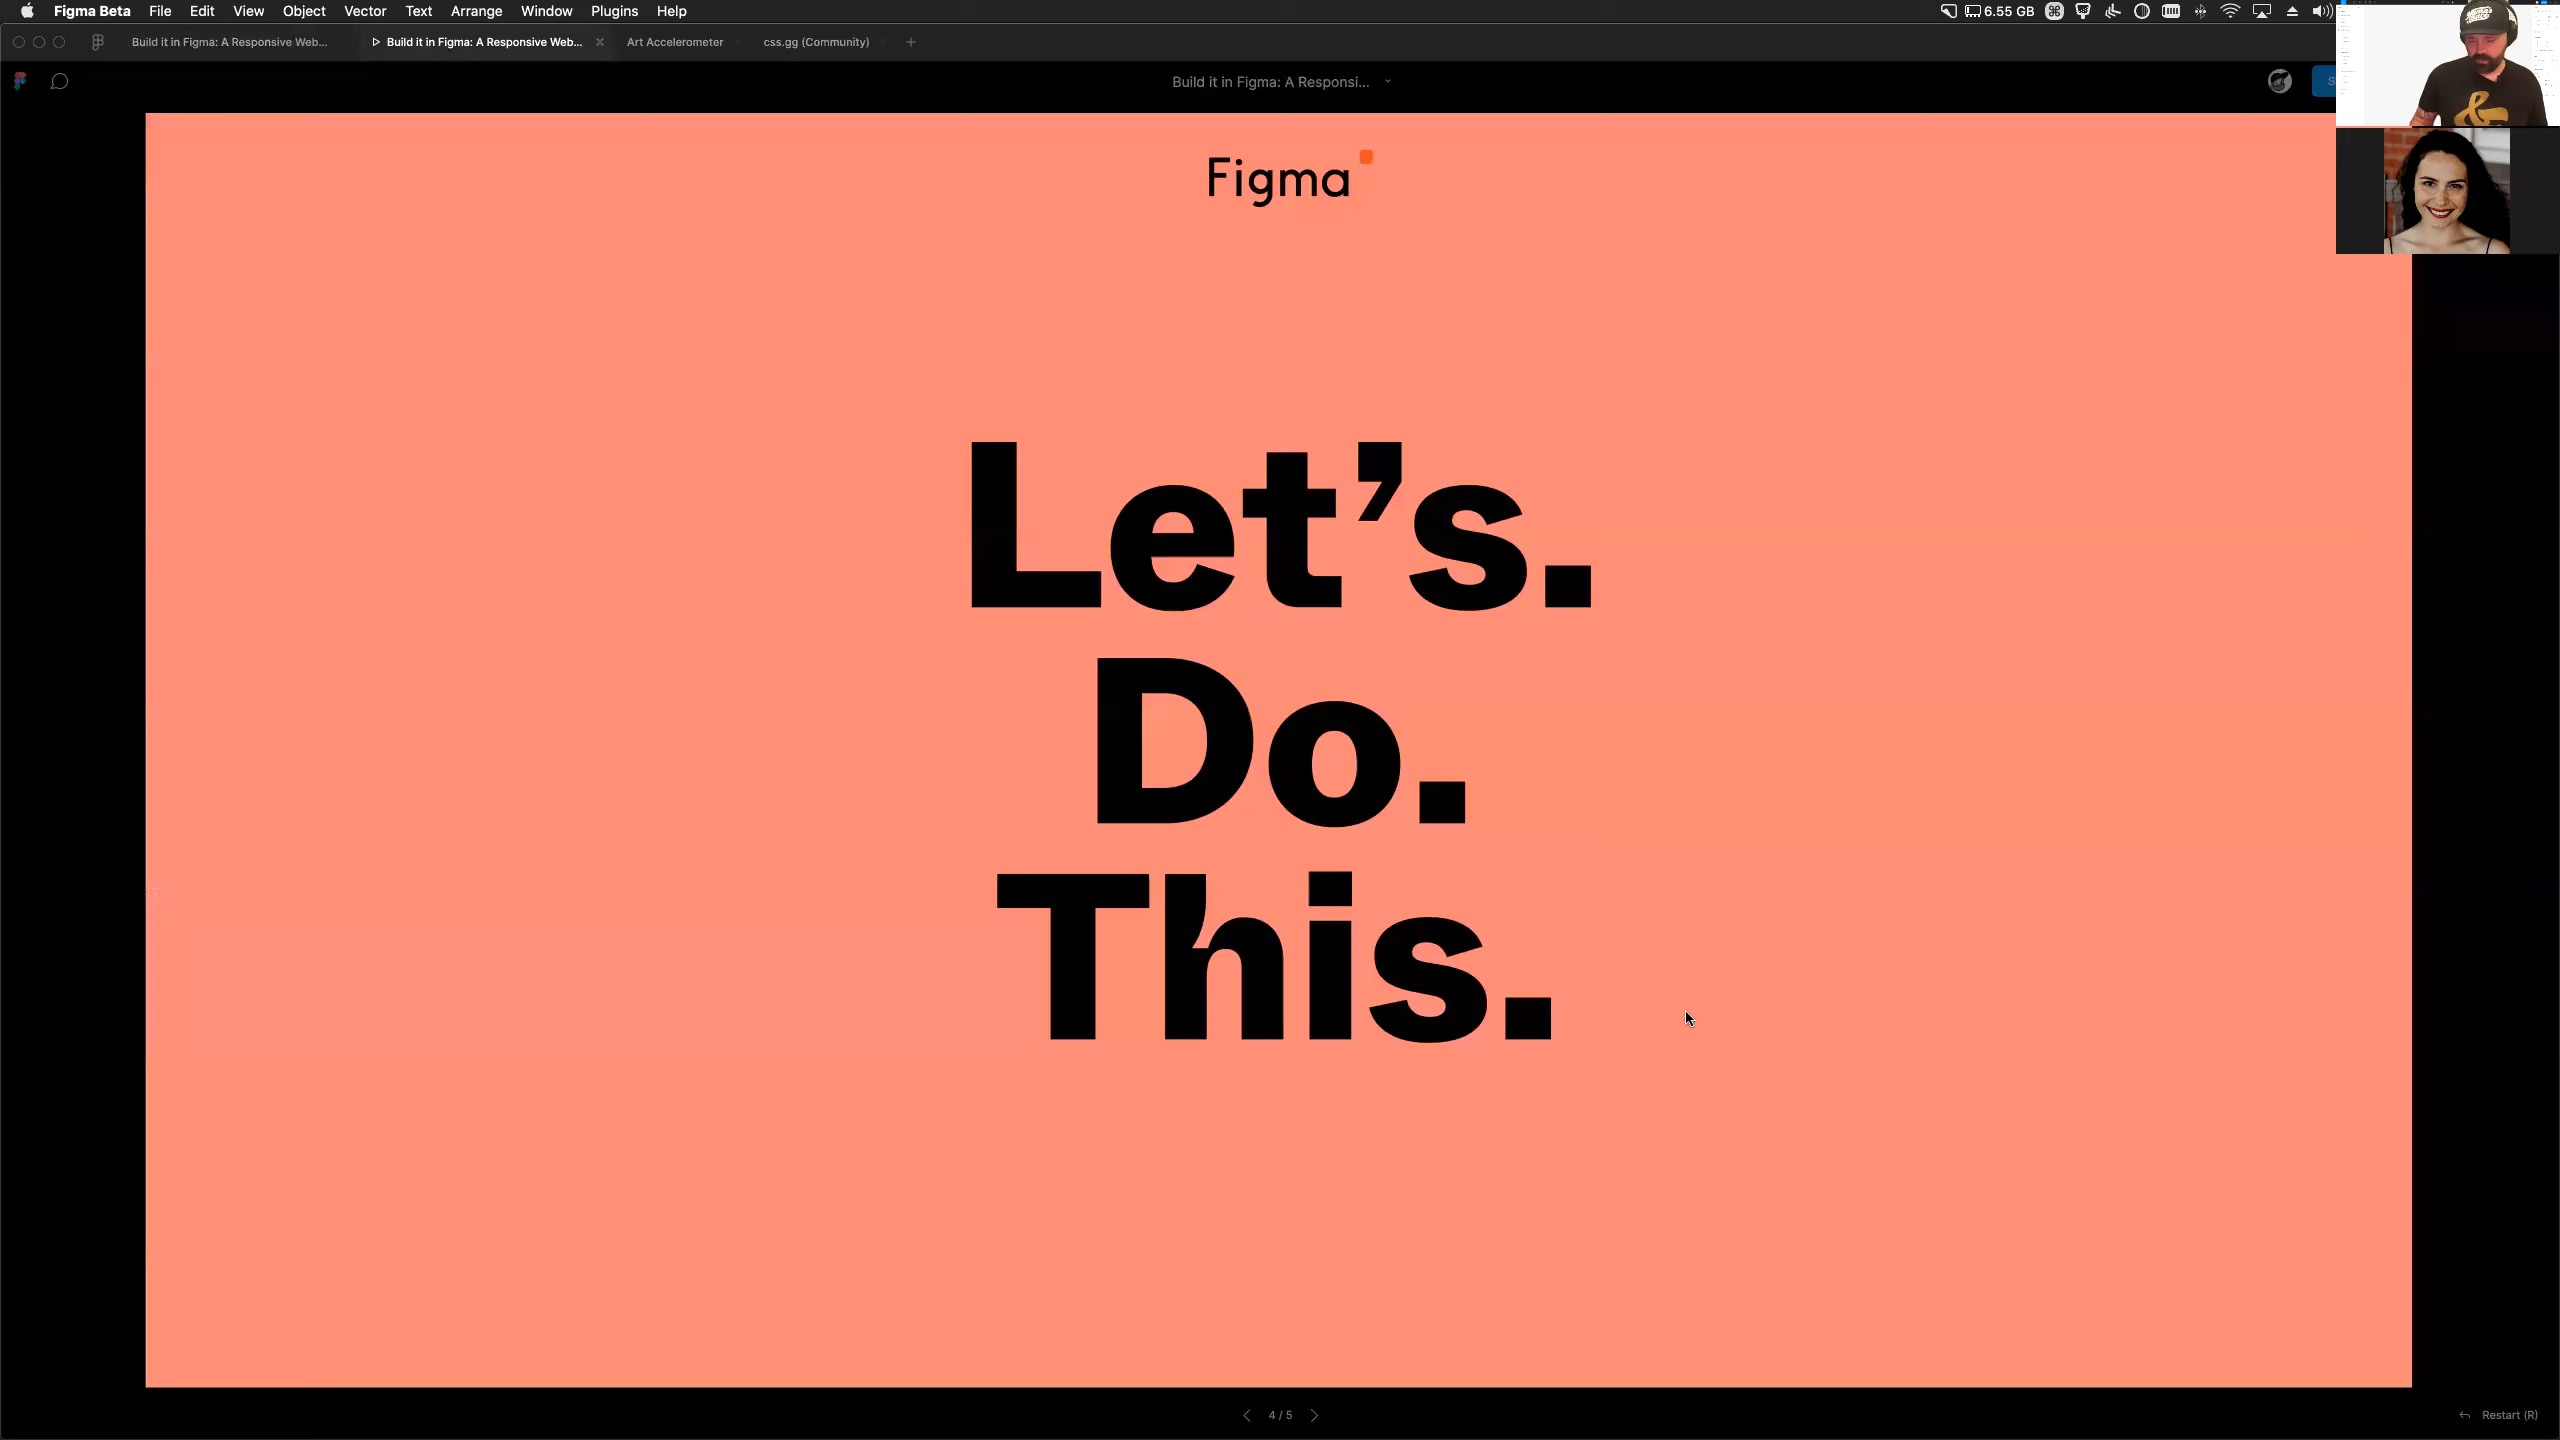 Figma Beta File Edit View Object Vector Text Arrange Window Plugins Help 6.55 GB
Build it in Figma: A Responsive Web... Build it in Figma: A Responsive Web... Art Accelerometer css.gg (Community)
Build it in Figma: A Responsi...
Figma
Let’s.
Do.
This.
4 / 5
Restart (R)